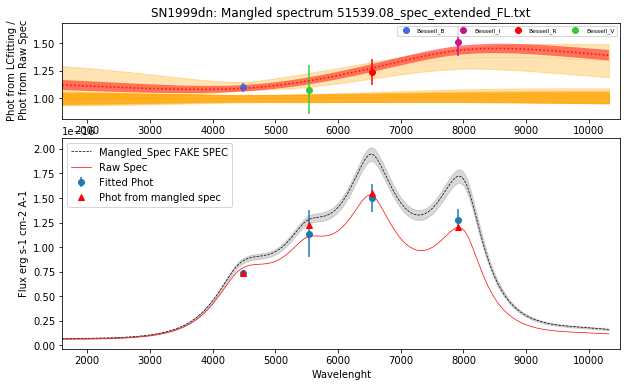 SN1999dn: Mangled spectrum 51539.08_spec_extended_FL.txt
Phot from LCfitting /
Phot from Raw Spec
1.50
1.25
1.00
Bessell_B
Bessell_I
Bessell_R
Bessell_V
2000 3000 4000 5000 6000 7000 8000 9000 10000
Flux erg s-1 cm-2 A-1
2.00
1.75
1.50
1.25
1.00
0.75
0.50
0.25
0.00
Mangled_Spec FAKE SPEC
Raw Spec
Fitted Phot
Phot from mangled spec
2000 3000 4000 5000 6000 7000 8000 9000 10000
Wavelenght